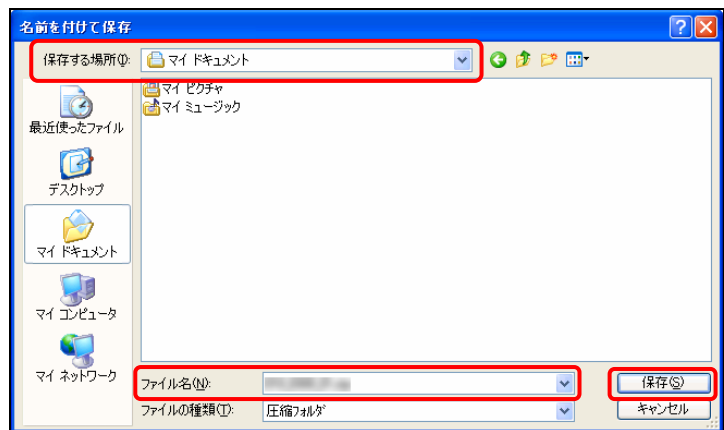 名前を付けて保存
保存する場所(I): マイ ドキュメント
マイ ピクチャ
マイ ミュージック
最近使ったファイル
デスクトップ
マイ ドキュメント
マイ コンピュータ
マイ ネットワーク
ファイル名(N): 保存(S)
ファイルの種類(T): 圧縮フォルダ キャンセル